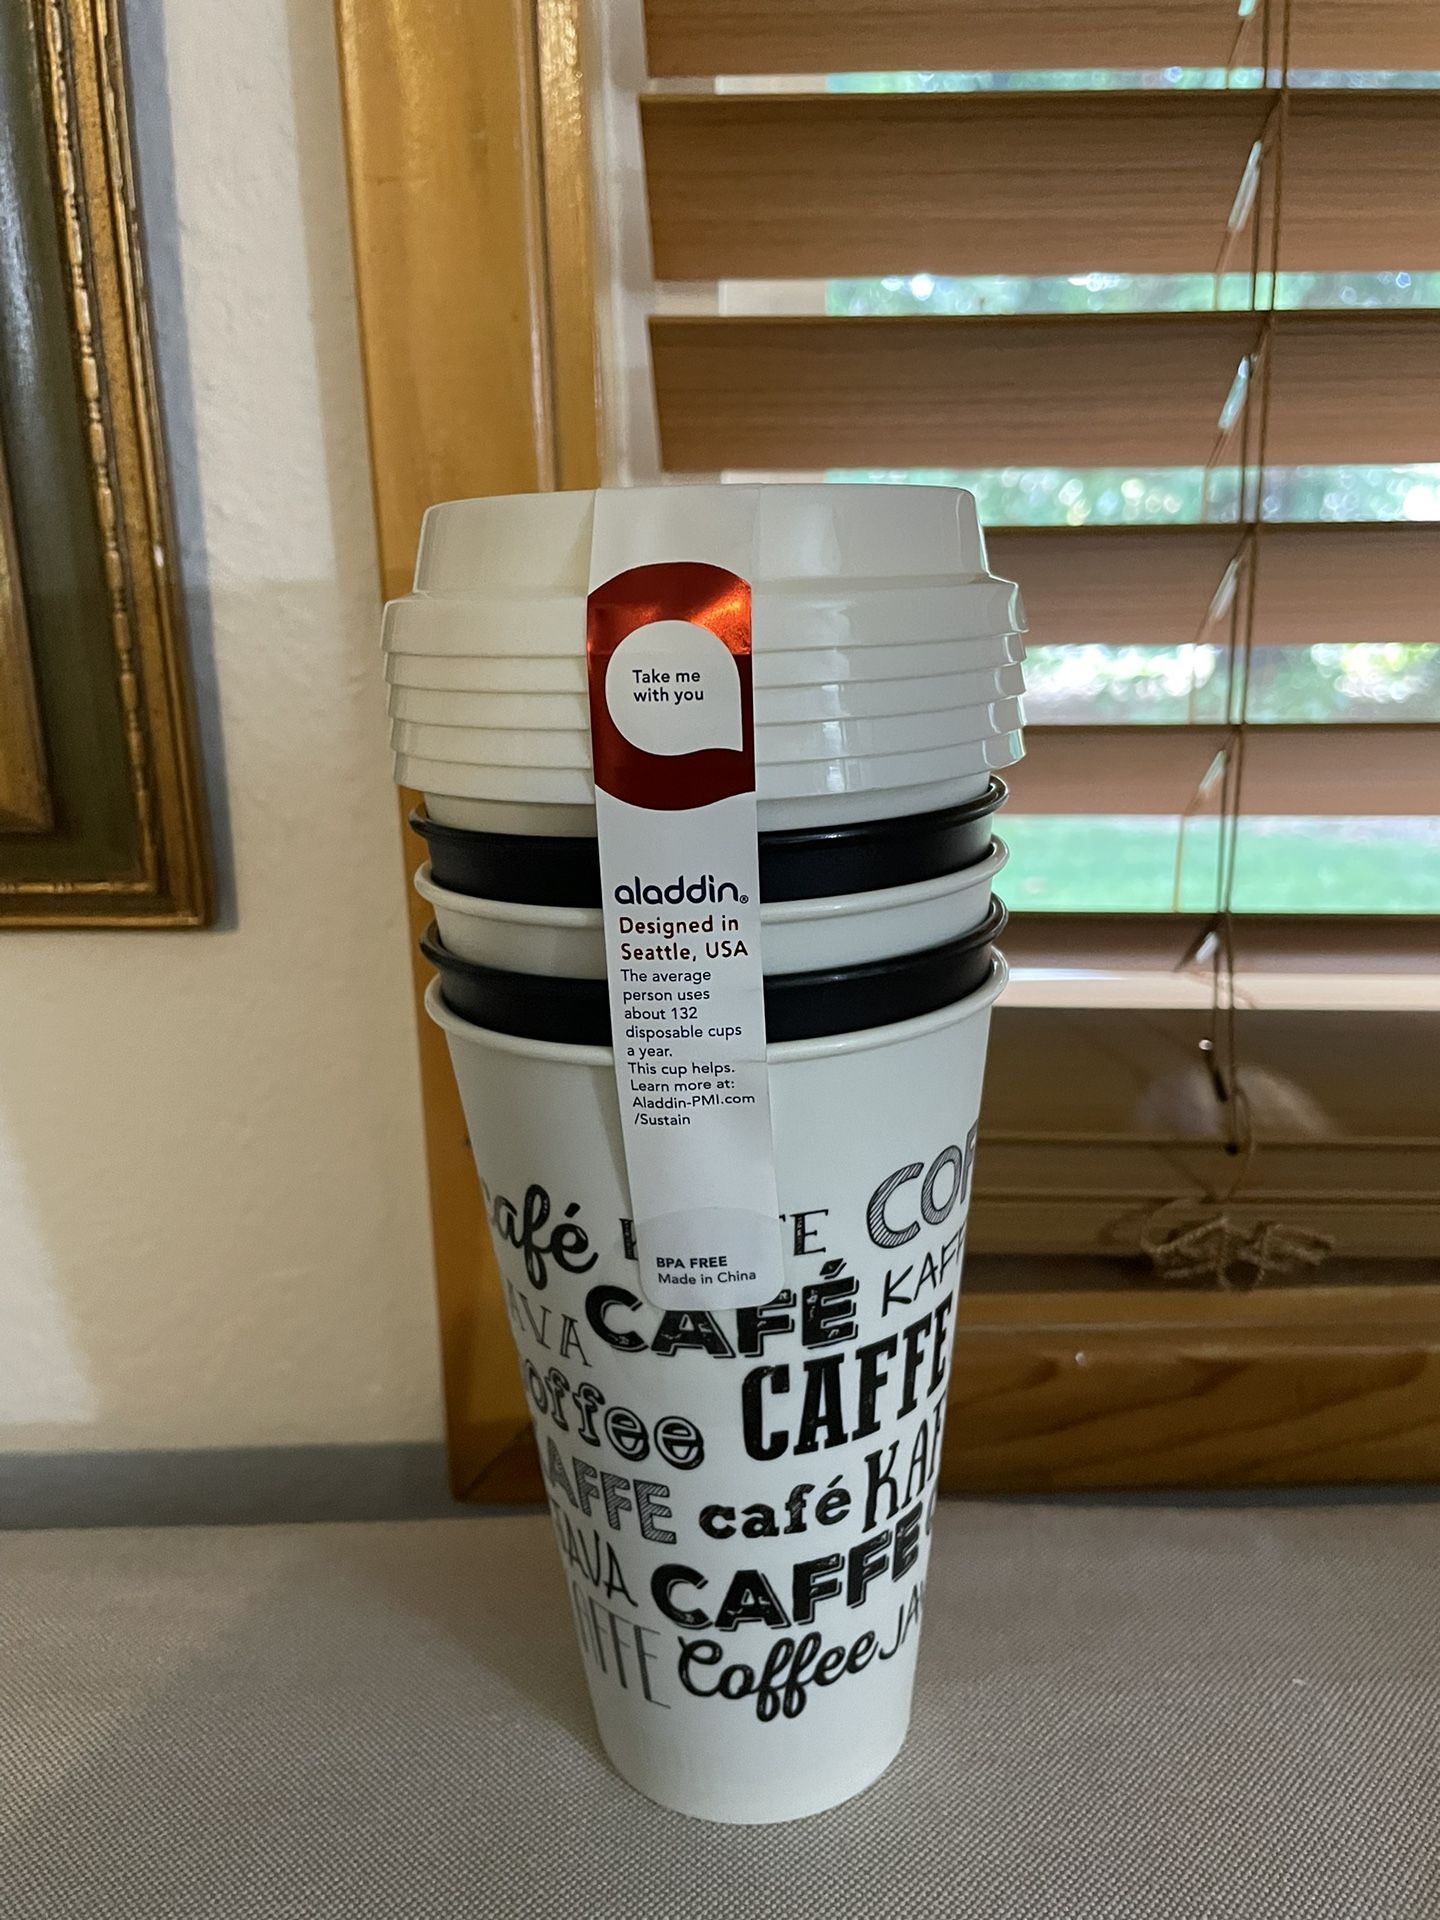 Take me
with you
aladdin®
Designed in
Seattle, USA
The average
person uses
about 132
disposable cups
a year.
This cup helps.
Learn more at:
Aladdin-PMI.com
/Sustain
BPA FREE
Made in China
café
CAFÉ
coffee
CAFFE
café
JAVA
CAFFE
Coffee